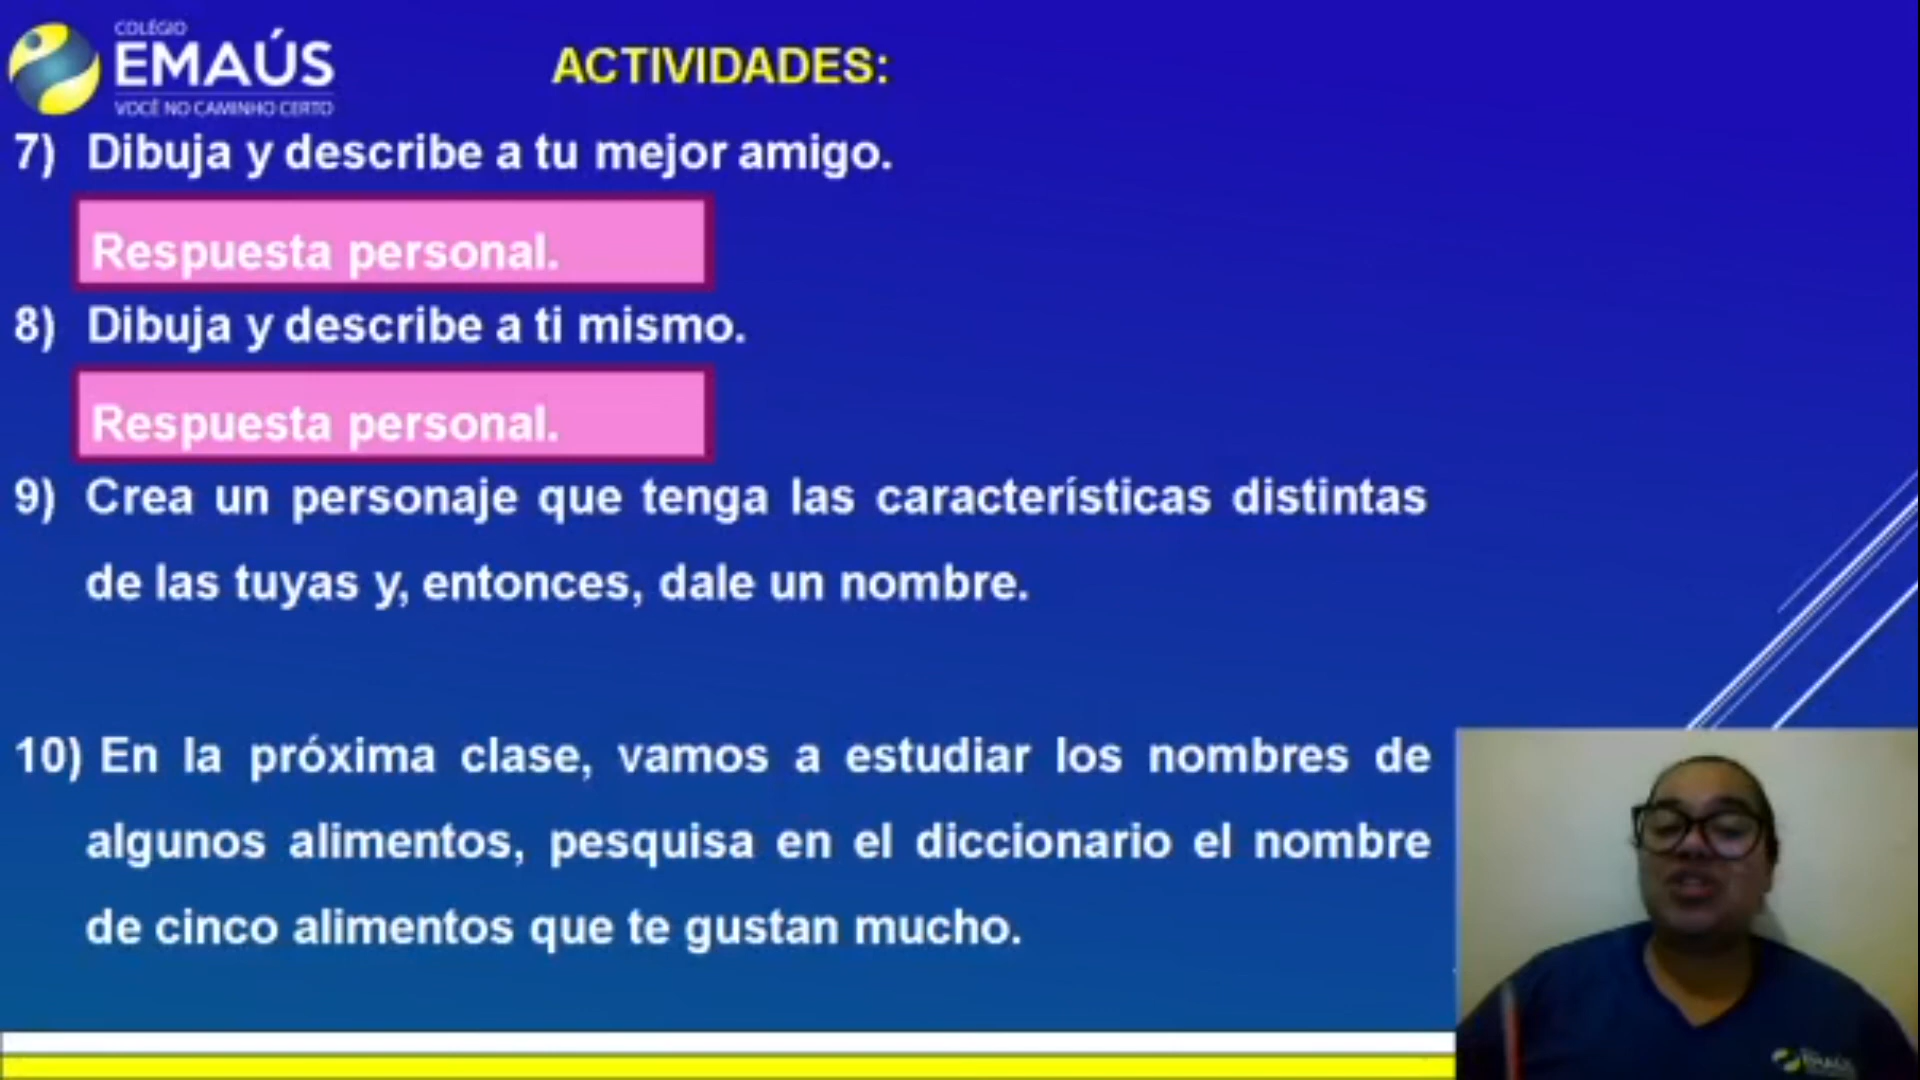 COLÉGIO
EMAÚS
VOCÊ NO CAMINHO CERTO
ACTIVIDADES:
7) Dibuja y describe a tu mejor amigo.
Respuesta personal.
8) Dibuja y describe a ti mismo.
Respuesta personal.
9) Crea un personaje que tenga las características distintas
de las tuyas y, entonces, dale un nombre.
10) En la próxima clase, vamos a estudiar los nombres de
algunos alimentos, pesquisa en el diccionario el nombre
de cinco alimentos que te gustan mucho.